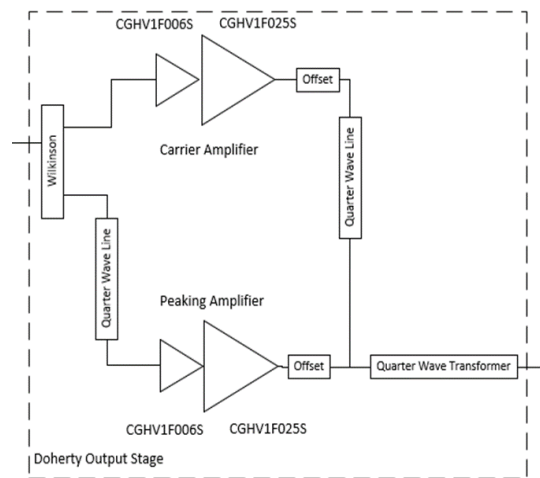 CGHV1F006S
CGHV1F025S
Offset
Carrier Amplifier
Wilkinson
Quarter Wave Line
Quarter Wave Line
Peaking Amplifier
Offset
Quarter Wave Transformer
CGHV1F006S
CGHV1F025S
Doherty Output Stage